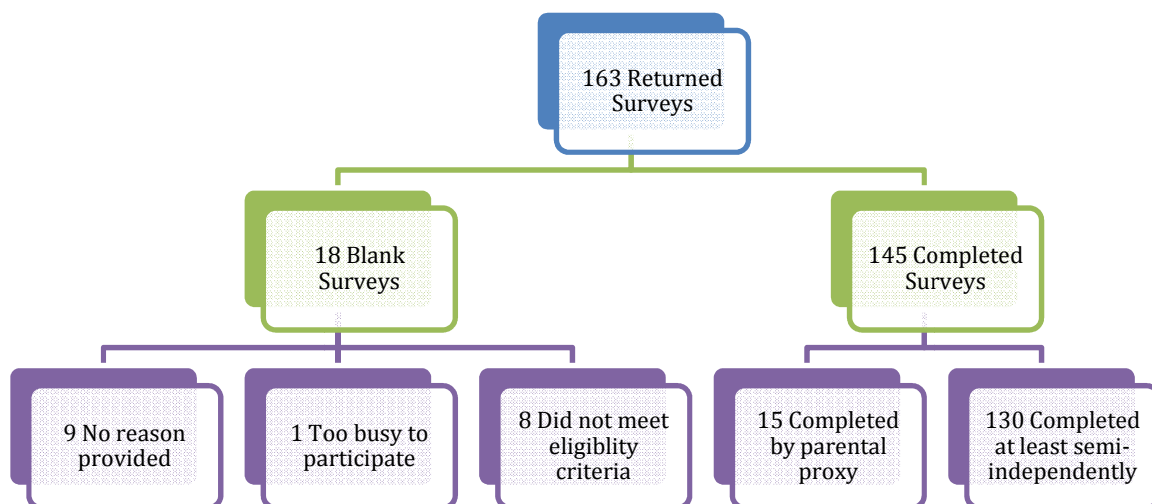 163 Returned
Surveys
18 Blank
Surveys
145 Completed
Surveys
9 No reason
provided
1 Too busy to
participate
8 Did not meet
eligiblity
criteria
15 Completed
by parental
proxy
130 Completed
at least semi-
independently